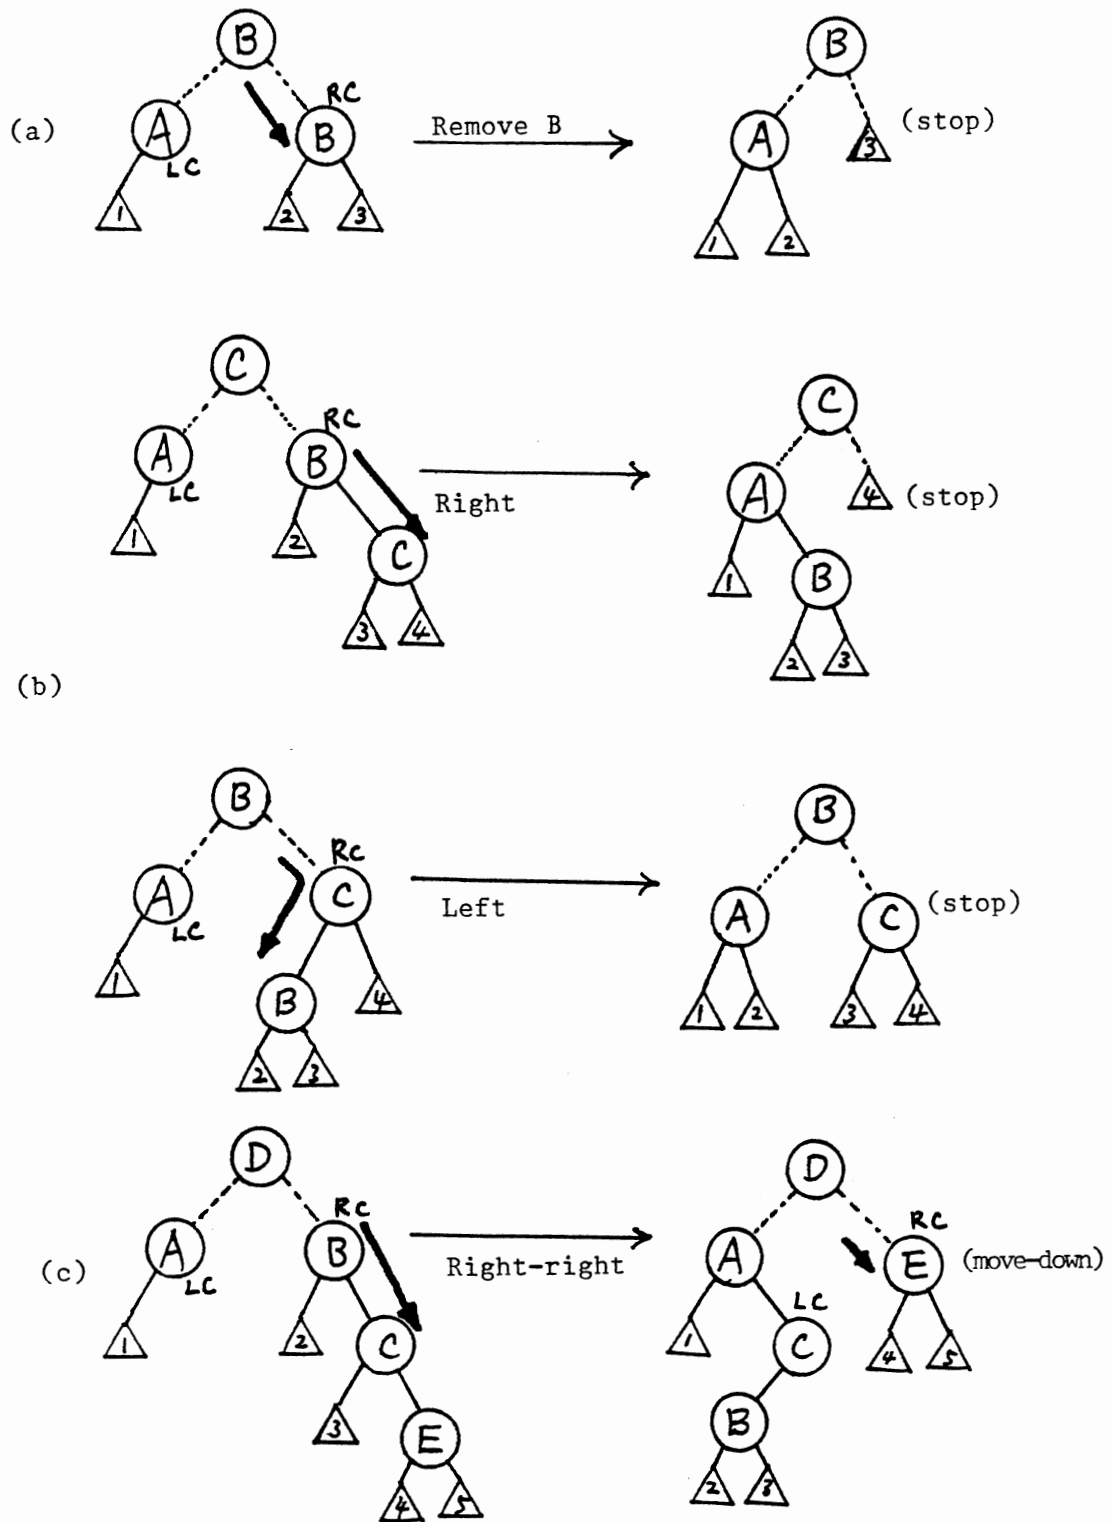 B
RC
(a) A B Remove B B A 3 (stop)
LC
1 2 3 1 2
C C
RC
A B Right A 4 (stop)
LC
1 2 C 1 B
3 4 2 3
(b)
B B
RC
A C Left A C (stop)
LC
1 B 4 1 2 3 4
2 3
D D
RC RC
(c) A B Right-right A E (move-down)
LC LC
1 2 C 1 C 4 5
3 E B
4 5 2 3